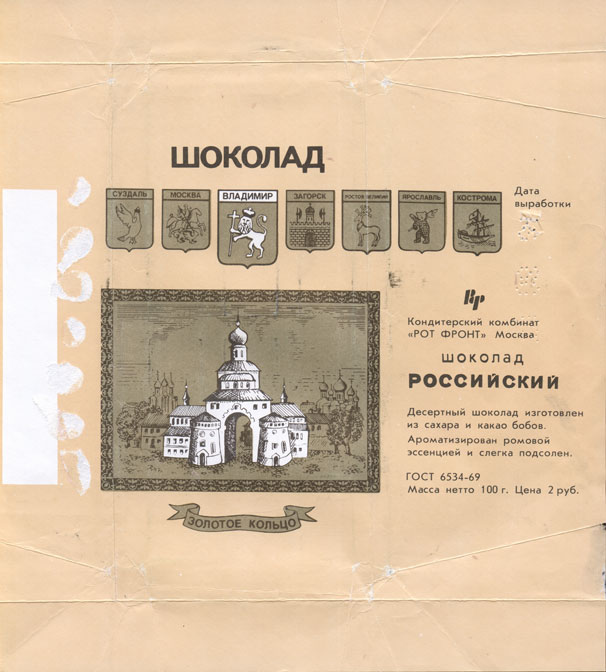 ШОКОЛАД
СУЗДАЛЬ
МОСКВА
ВЛАДИМИР
ЗАГОРСК
РОСТОВ ВЕЛИКИЙ
ЯРОСЛАВЛЬ
КОСТРОМА
Дата
выработки
Кондитерский комбинат
«РОТ ФРОНТ» Москва
шоколад
РОССИЙСКИЙ
Десертный шоколад изготовлен
из сахара и какао бобов.
Ароматизирован ромовой
эссенцией и слегка подсолен.
ГОСТ 6534-69
Масса нетто 100 г. Цена 2 руб.
ЗОЛОТОЕ КОЛЬЦО